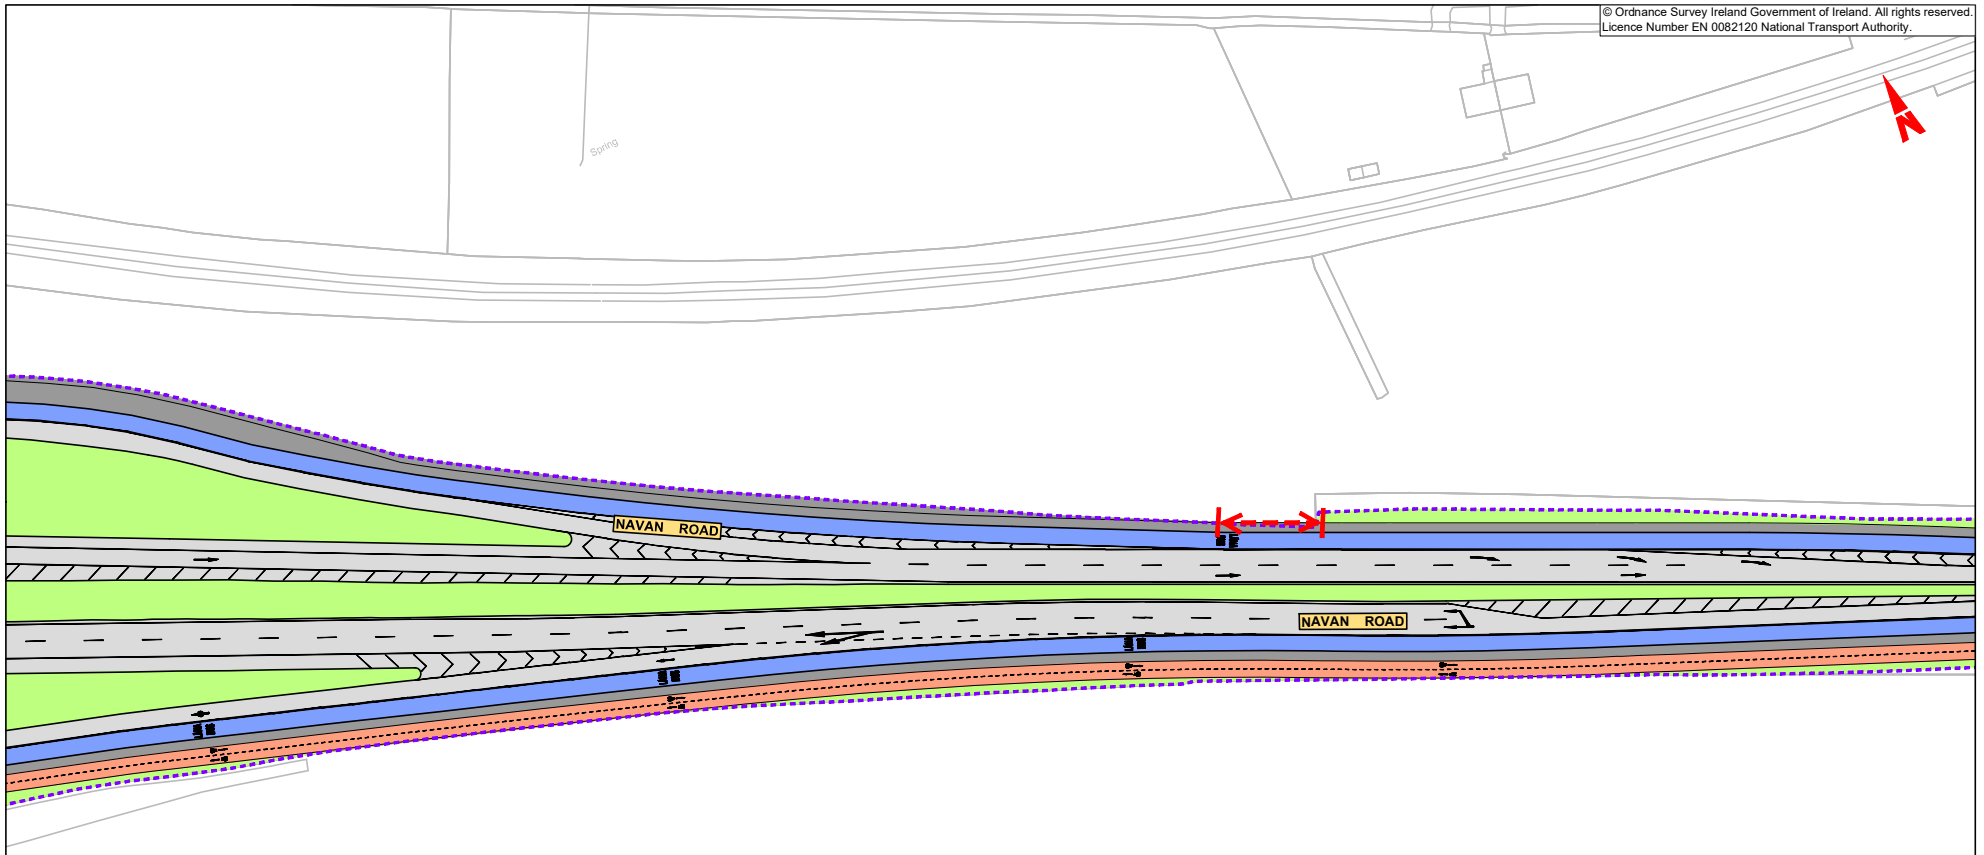 © Ordnance Survey Ireland Government of Ireland. All rights reserved.
Licence Number EN 0082120 National Transport Authority.
N
Spring
NAVAN ROAD
NAVAN ROAD